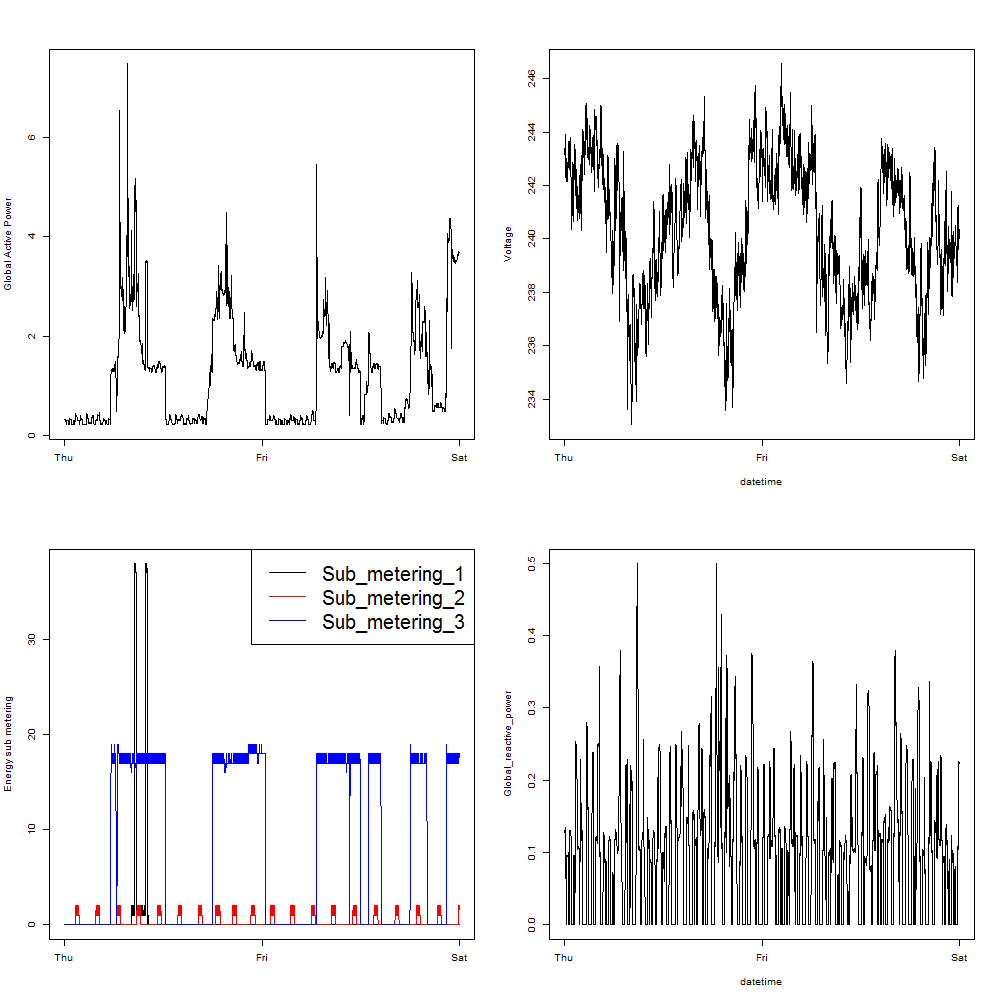 Global Active Power
0 2 4 6
Thu Fri Sat
Voltage
234 236 238 240 242 244 246
Thu Fri Sat
datetime
Energy sub metering
0 10 20 30
Sub_metering_1
Sub_metering_2
Sub_metering_3
Thu Fri Sat
Global_reactive_power
0.0 0.1 0.2 0.3 0.4 0.5
Thu Fri Sat
datetime